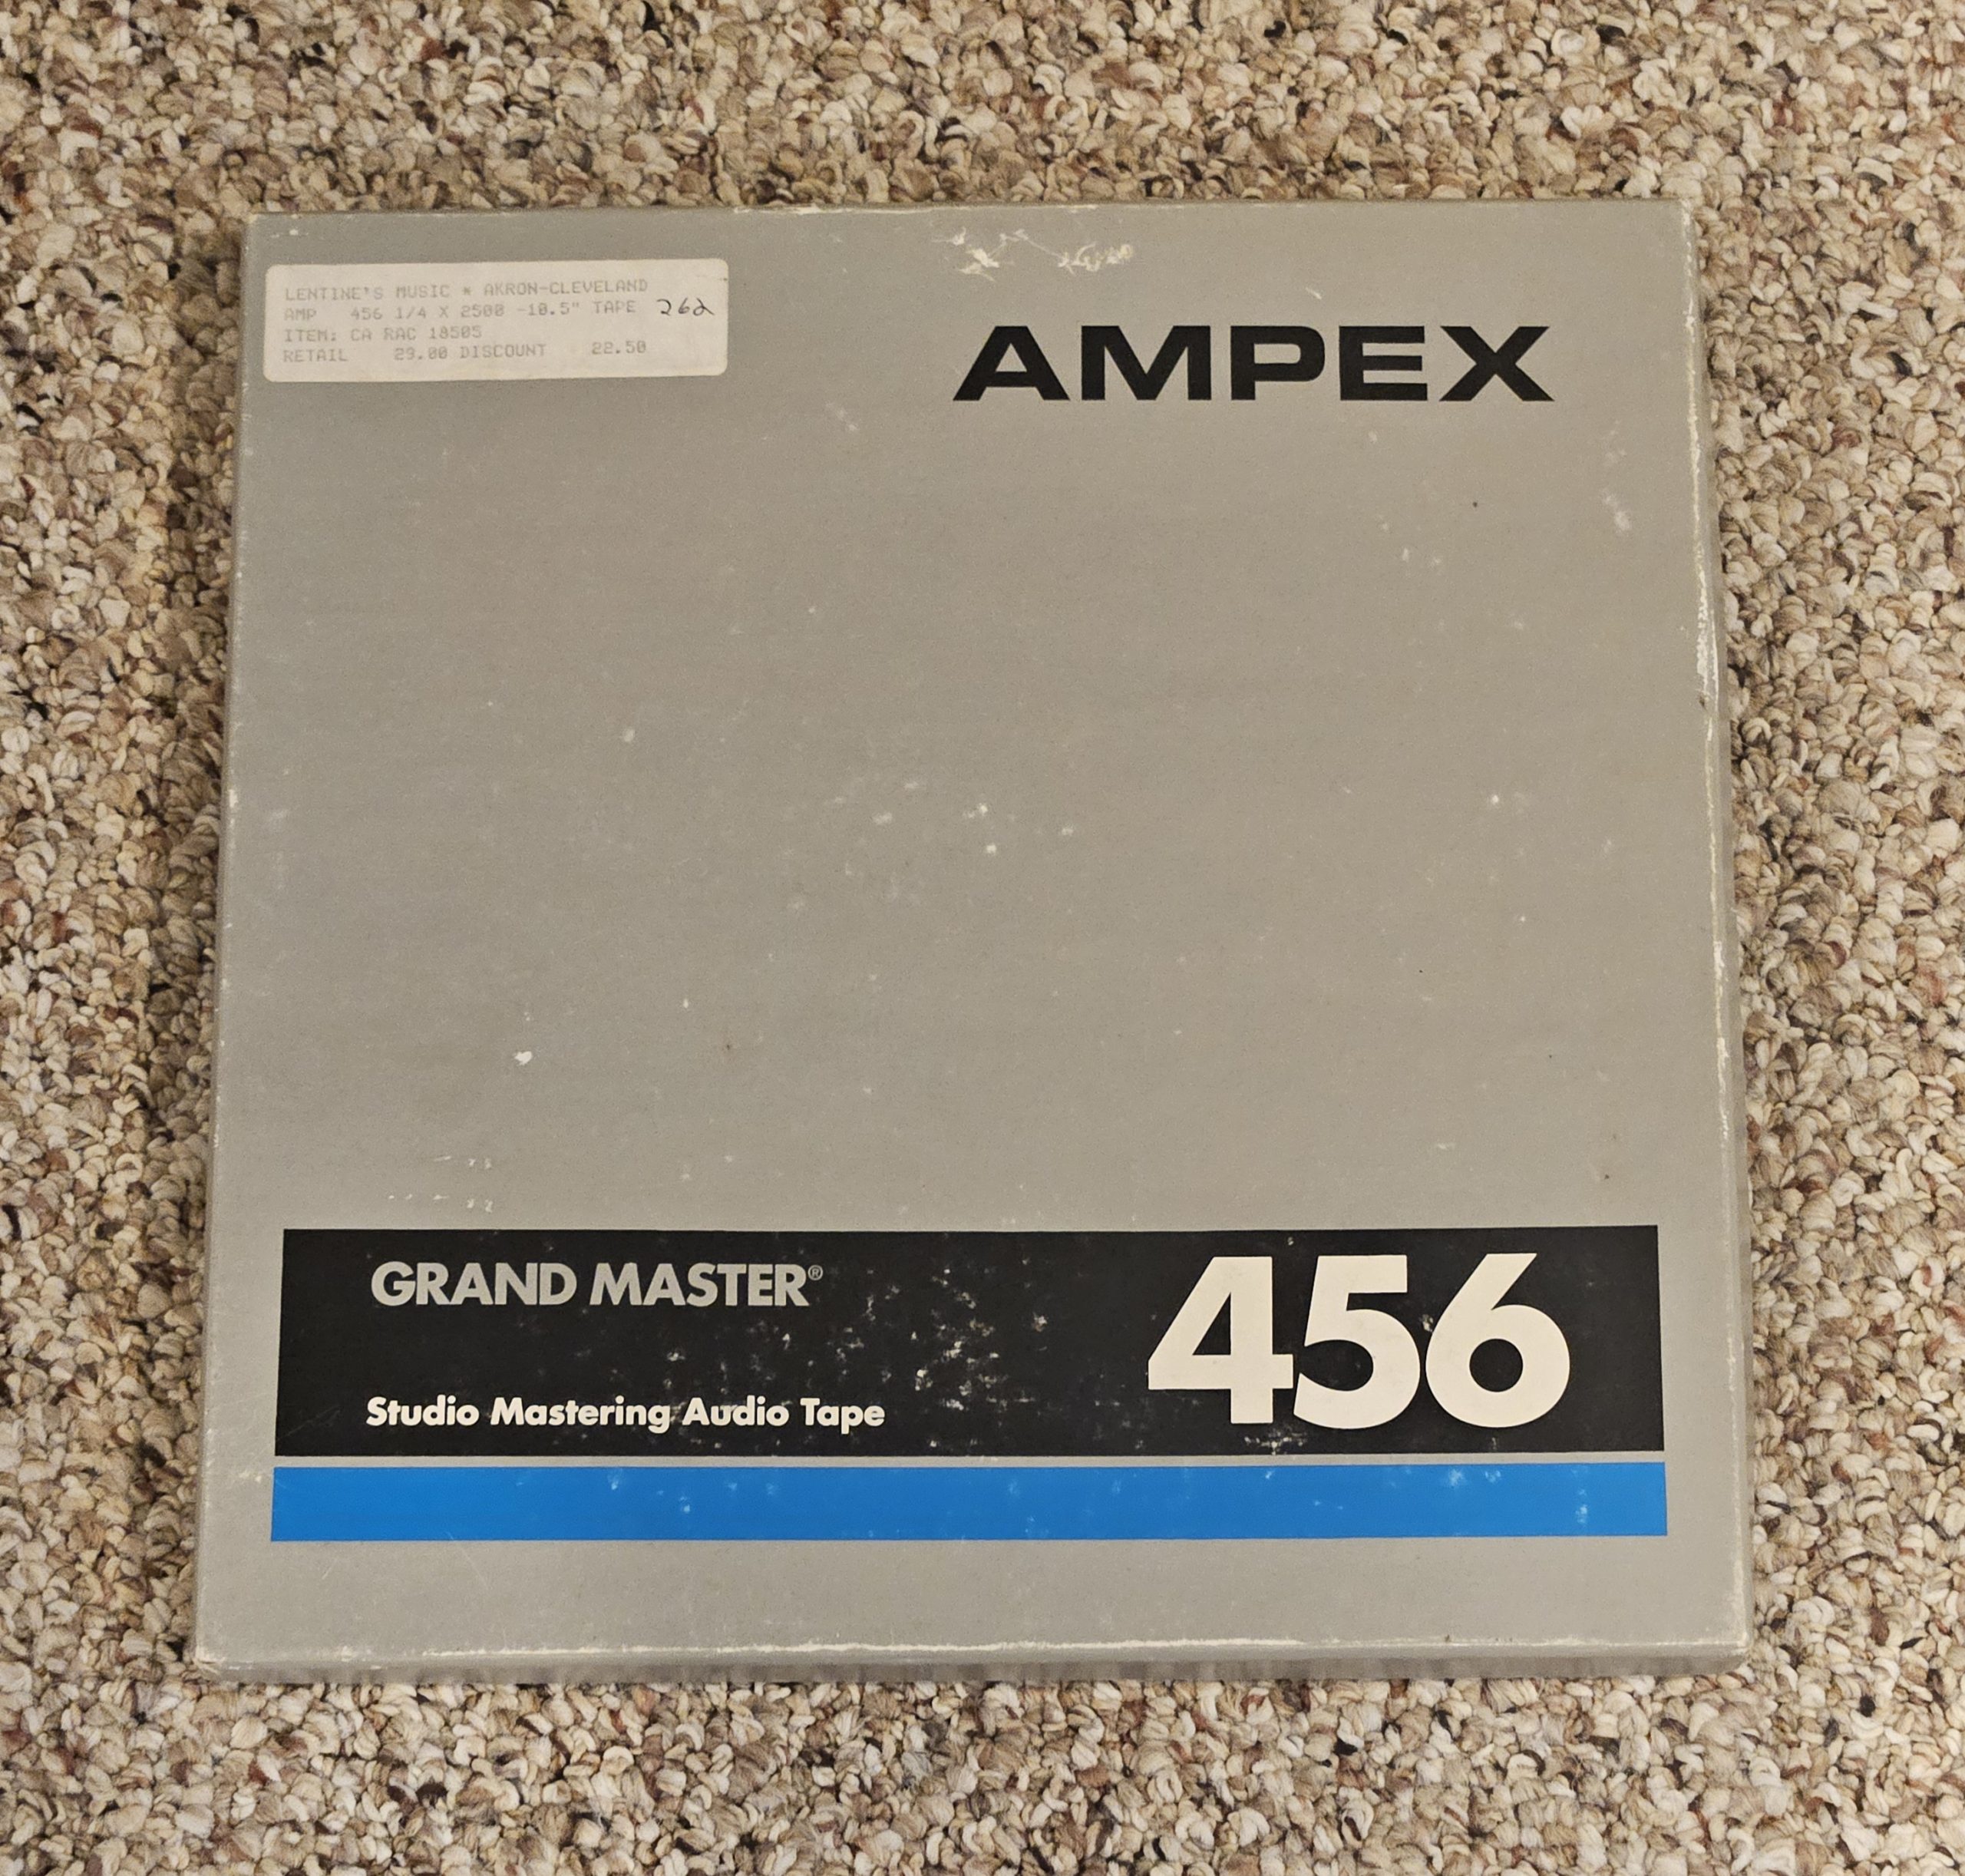 LENTINE'S MUSIC * AKRON-CLEVELAND
AMP 456 1/4 X 2500 -10.5" TAPE 262
ITEM: CA RAC 18505
RETAIL 29.00 DISCOUNT 22.50
AMPEX
GRAND MASTER®
456
Studio Mastering Audio Tape